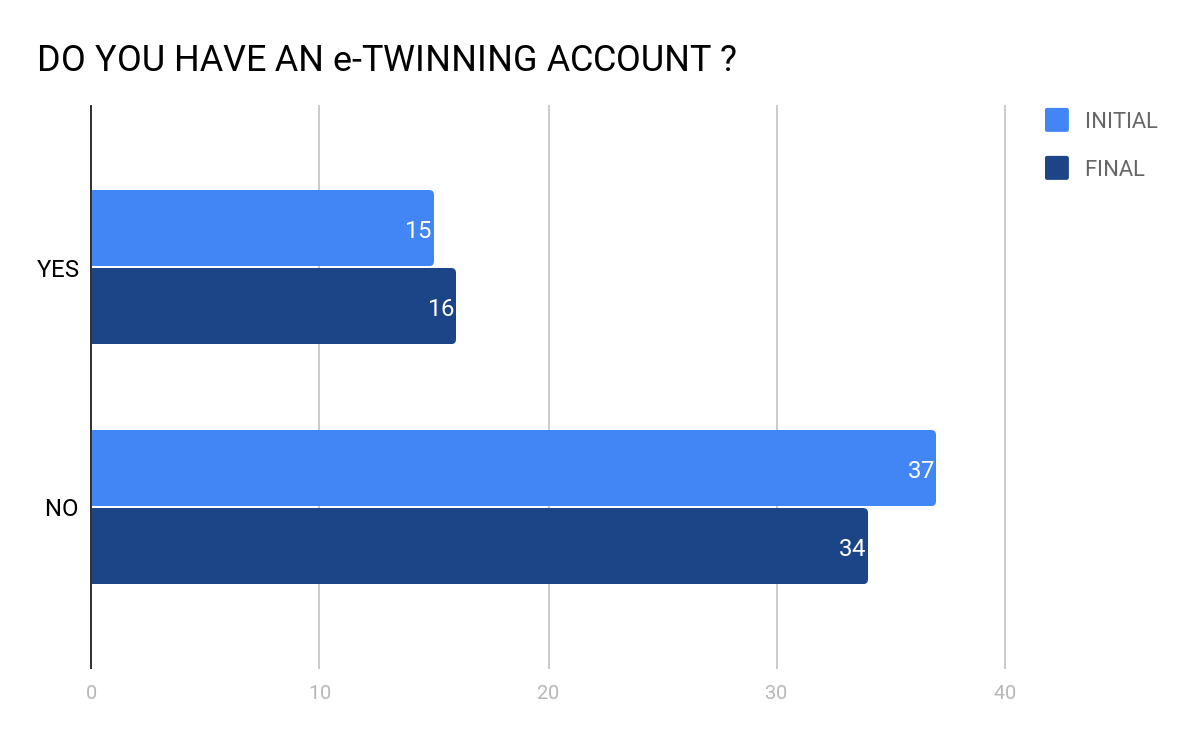 DO YOU HAVE AN e-TWINNING ACCOUNT ?
INITIAL
FINAL
YES
15
16
NO
37
34
0 10 20 30 40